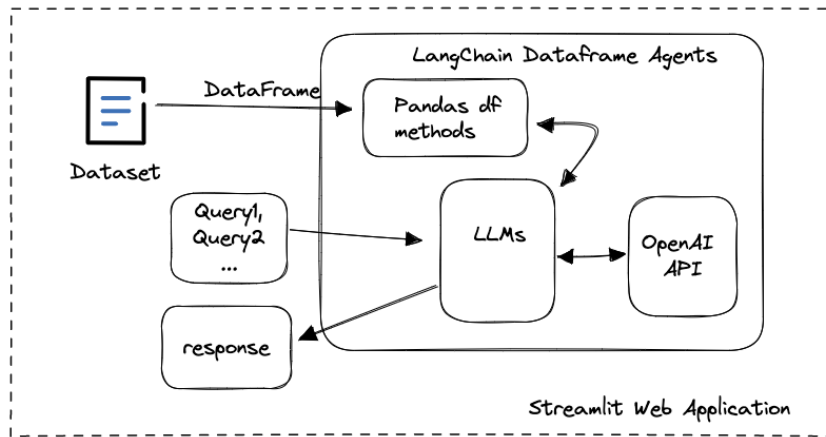 LangChain Dataframe Agents
DataFrame
Pandas df
methods
Dataset
Query1,
Query2
...
LLMs
OpenAI
API
response
Streamlit Web Application